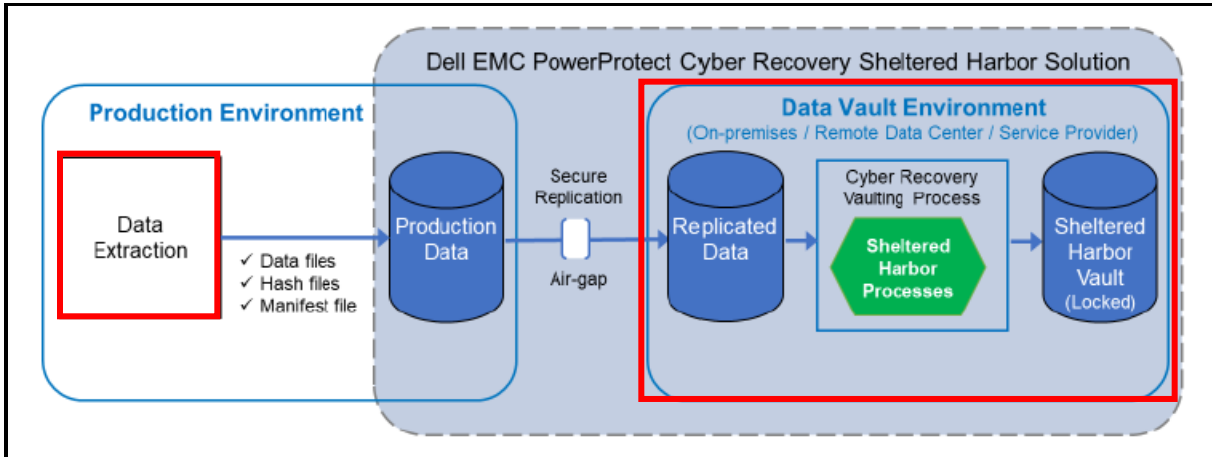 Dell EMC PowerProtect Cyber Recovery Sheltered Harbor Solution
Production Environment
Data
Extraction
✓ Data files
✓ Hash files
✓ Manifest file
Production
Data
Secure
Replication
Air-gap
Data Vault Environment
(On-premises / Remote Data Center / Service Provider)
Replicated
Data
Cyber Recovery
Vaulting Process
Sheltered
Harbor
Processes
Sheltered
Harbor
Vault
(Locked)